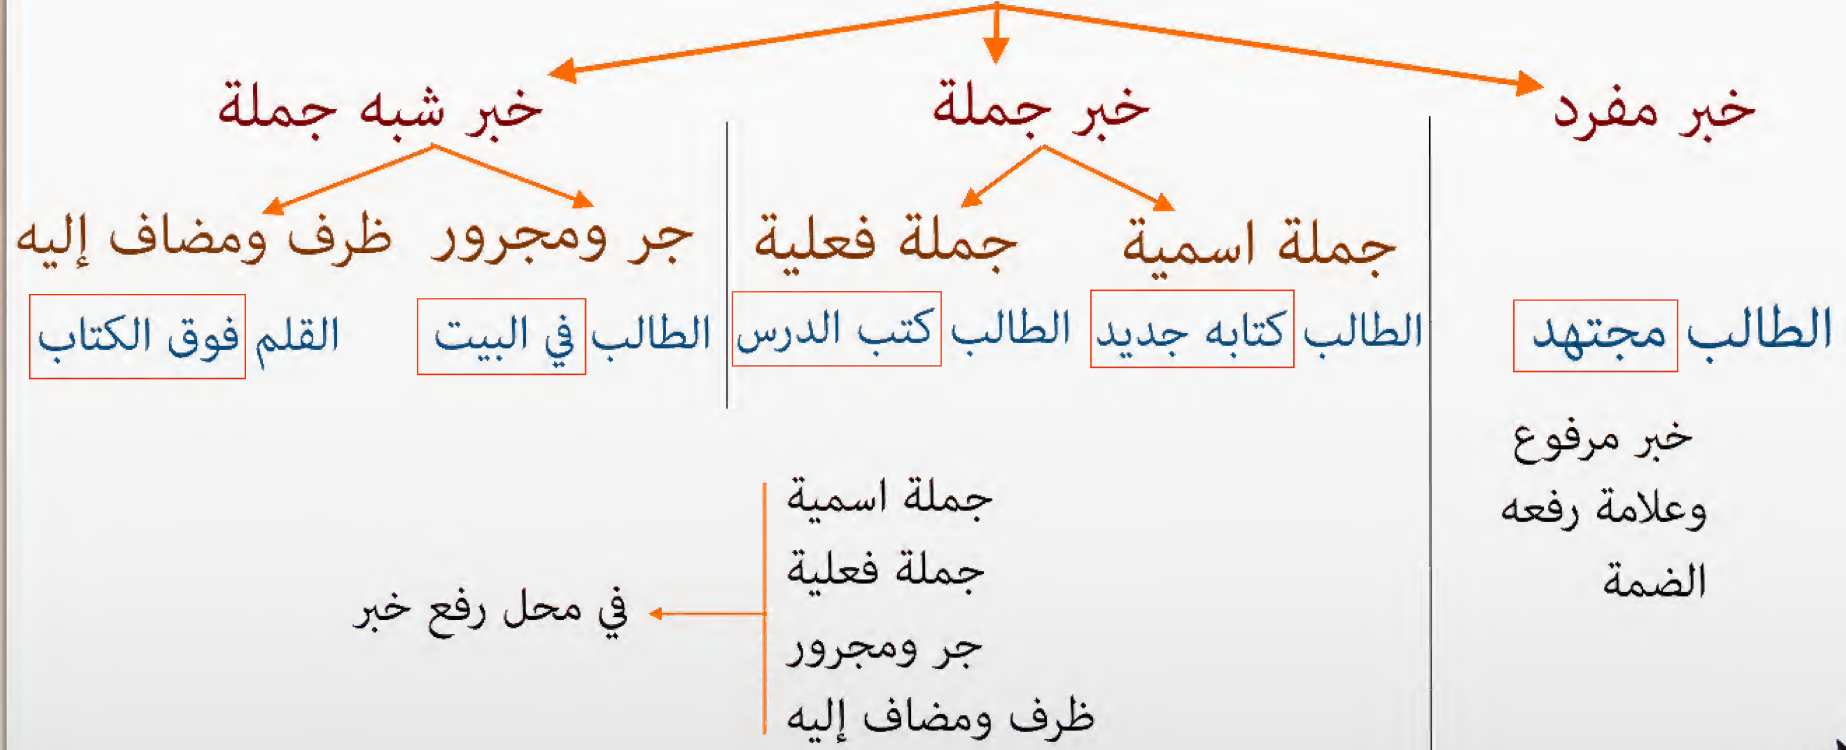 خبر مفرد
خبر جملة
خبر شبه جملة
جملة اسمية
جملة فعلية
جر ومجرور
ظرف ومضاف إليه
الطالب مجتهد
الطالب كتابه جديد
الطالب كتب الدرس
الطالب في البيت
القلم فوق الكتاب
خبر مرفوع
وعلامة رفعه
الضمة
جملة اسمية
جملة فعلية
جر ومجرور
ظرف ومضاف إليه
في محل رفع خبر